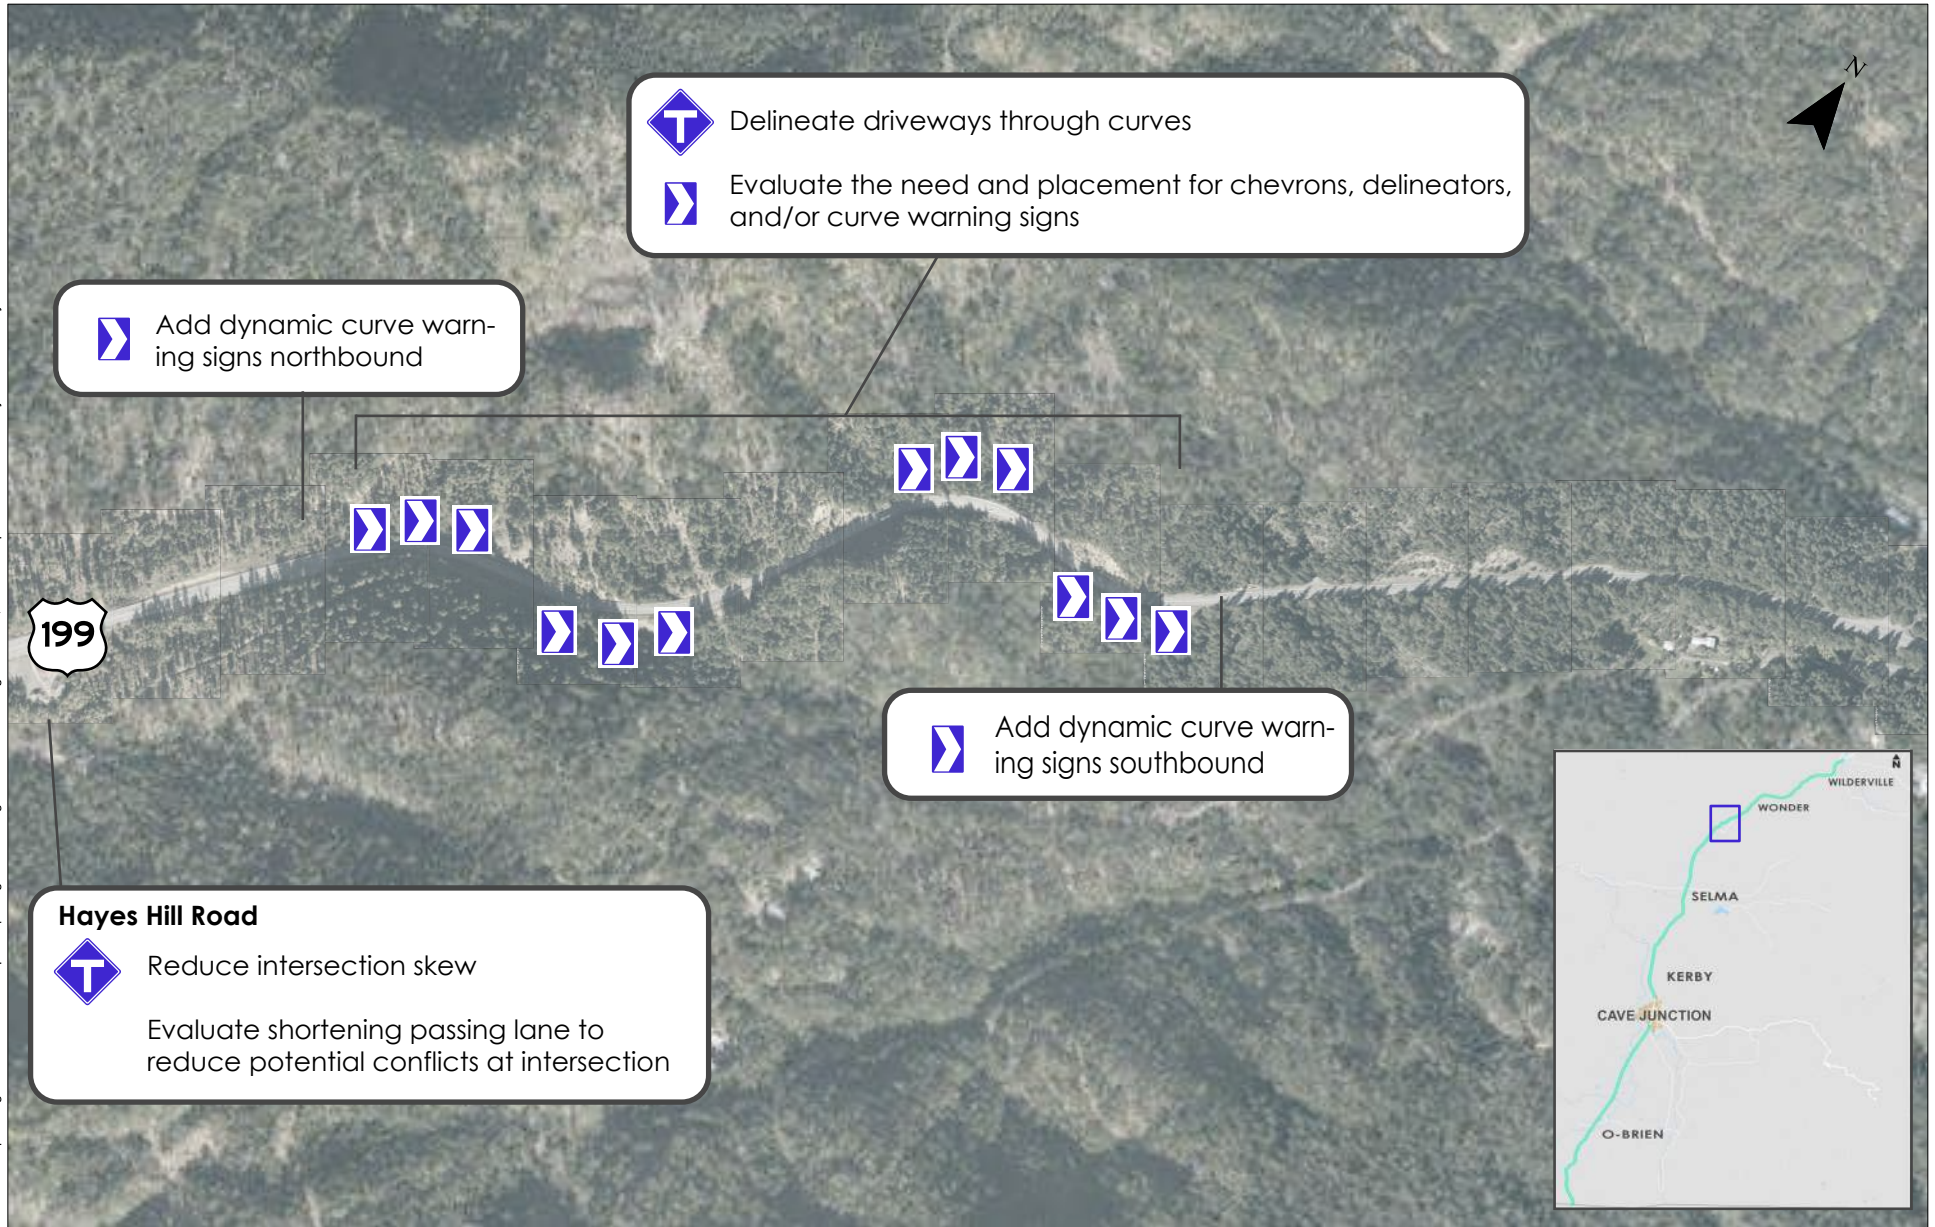 N
Delineate driveways through curves
Evaluate the need and placement for chevrons, delineators,
and/or curve warning signs
Add dynamic curve warn-
ing signs northbound
199
Add dynamic curve warn-
ing signs southbound
Hayes Hill Road
Reduce intersection skew
Evaluate shortening passing lane to
reduce potential conflicts at intersection
N
WILDERVILLE
WONDER
SELMA
KERBY
CAVE JUNCTION
O-BRIEN